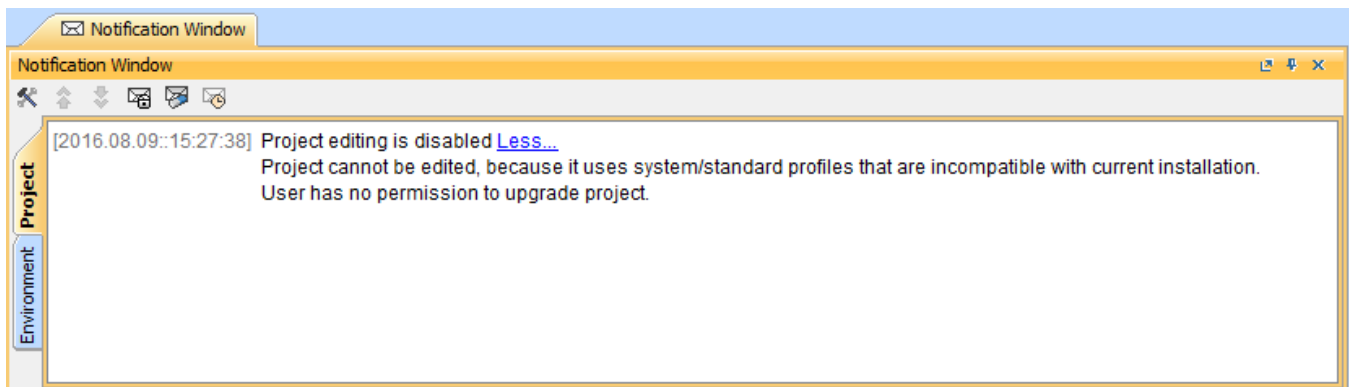 Notification Window
Notification Window
[2016.08.09::15:27:38] Project editing is disabled Less...
Project cannot be edited, because it uses system/standard profiles that are incompatible with current installation.
User has no permission to upgrade project.
Project
Environment